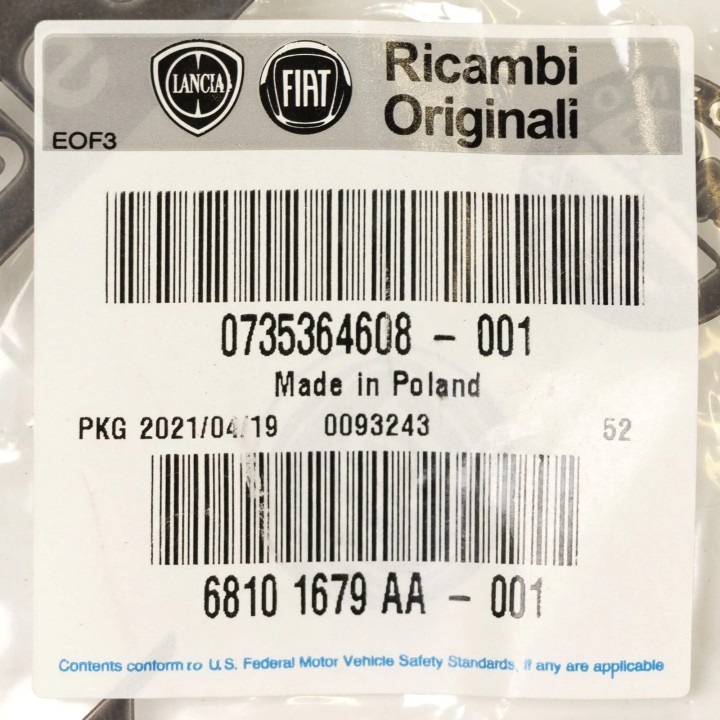 LANCIA FIAT Ricambi
Originali
EOF3
0735364608 - 001
Made in Poland
PKG 2021/04/19 0093243 52
6810 1679 AA - 001
Contents conform to U.S. Federal Motor Vehicle Safety Standards, if any are applicable